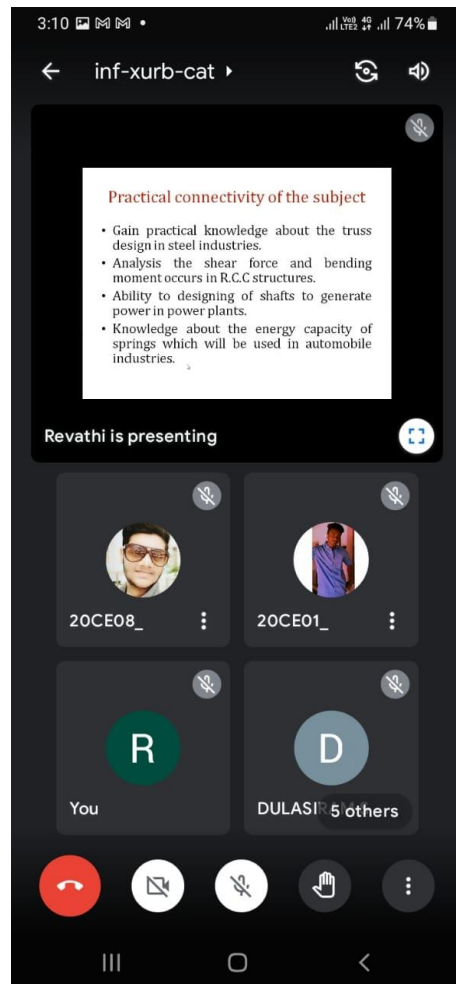 3:10
Vo) 4G
LTE2 74%
inf-xurb-cat
Practical connectivity of the subject
• Gain practical knowledge about the truss
design in steel industries.
• Analysis the shear force and bending
moment occurs in R.C.C structures.
• Ability to designing of shafts to generate
power in power plants.
• Knowledge about the energy capacity of
springs which will be used in automobile
industries.
Revathi is presenting
20CE08_
20CE01_
R
D
You
DULASI
5 others